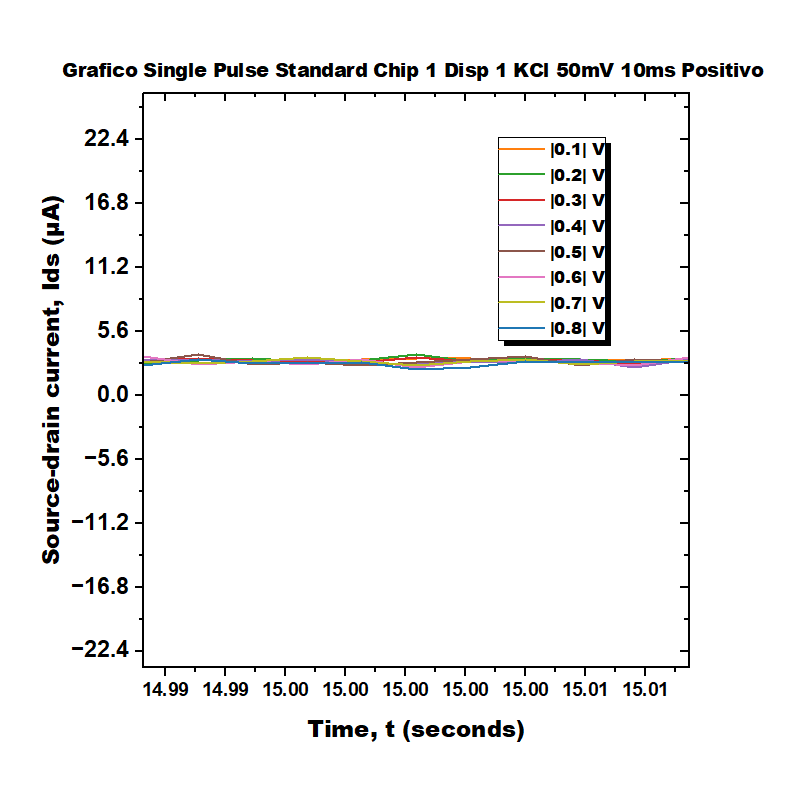 Grafico Single Pulse Standard Chip 1 Disp 1 KCl 50mV 10ms Positivo
|0.1| V
|0.2| V
|0.3| V
|0.4| V
|0.5| V
|0.6| V
|0.7| V
|0.8| V
Source-drain current, Ids (µA)
22.4
16.8
11.2
5.6
0.0
−5.6
−11.2
−16.8
−22.4
14.99 14.99 15.00 15.00 15.00 15.00 15.00 15.01 15.01
Time, t (seconds)